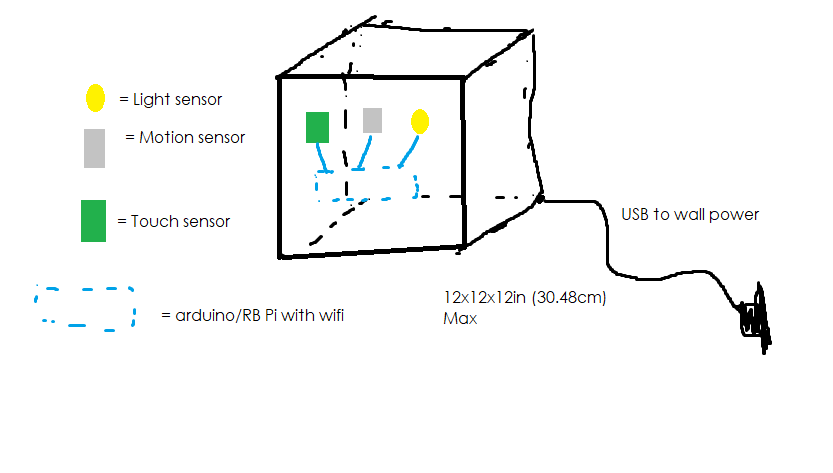 = Light sensor
= Motion sensor
= Touch sensor
USB to wall power
12x12x12in (30.48cm)
Max
= arduino/RB Pi with wifi